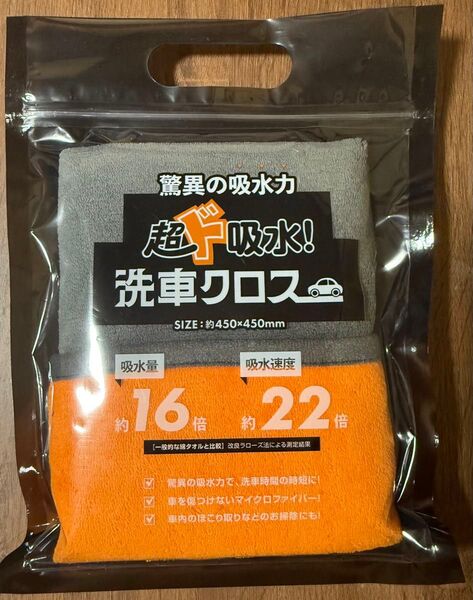 驚異の吸水力
超ド吸水!
洗車クロス
SIZE:約450×450mm
吸水量
約16倍
吸水速度
約22倍
[一般的な綿タオルと比較] 改良ラローズ法による測定結果
驚異の吸水力で、洗車時間の時短に!
車を傷つけないマイクロファイバー!
車内のほこり取りなどのお掃除にも!